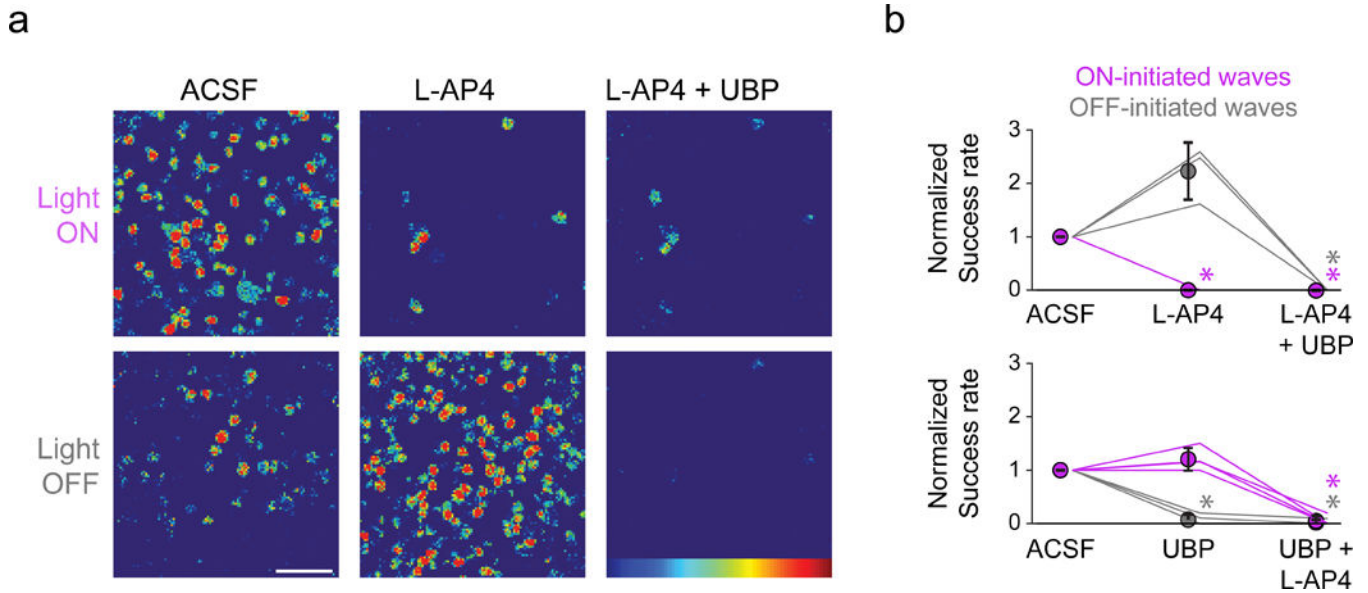 a
ACSF
L-AP4
L-AP4 + UBP
Light
ON
Light
OFF
b
ON-initiated waves
OFF-initiated waves
Normalized
Success rate
3
2
1
0
*
*
*
ACSF
L-AP4
L-AP4
+ UBP
Normalized
Success rate
3
2
1
0
*
*
*
ACSF
UBP
UBP +
L-AP4